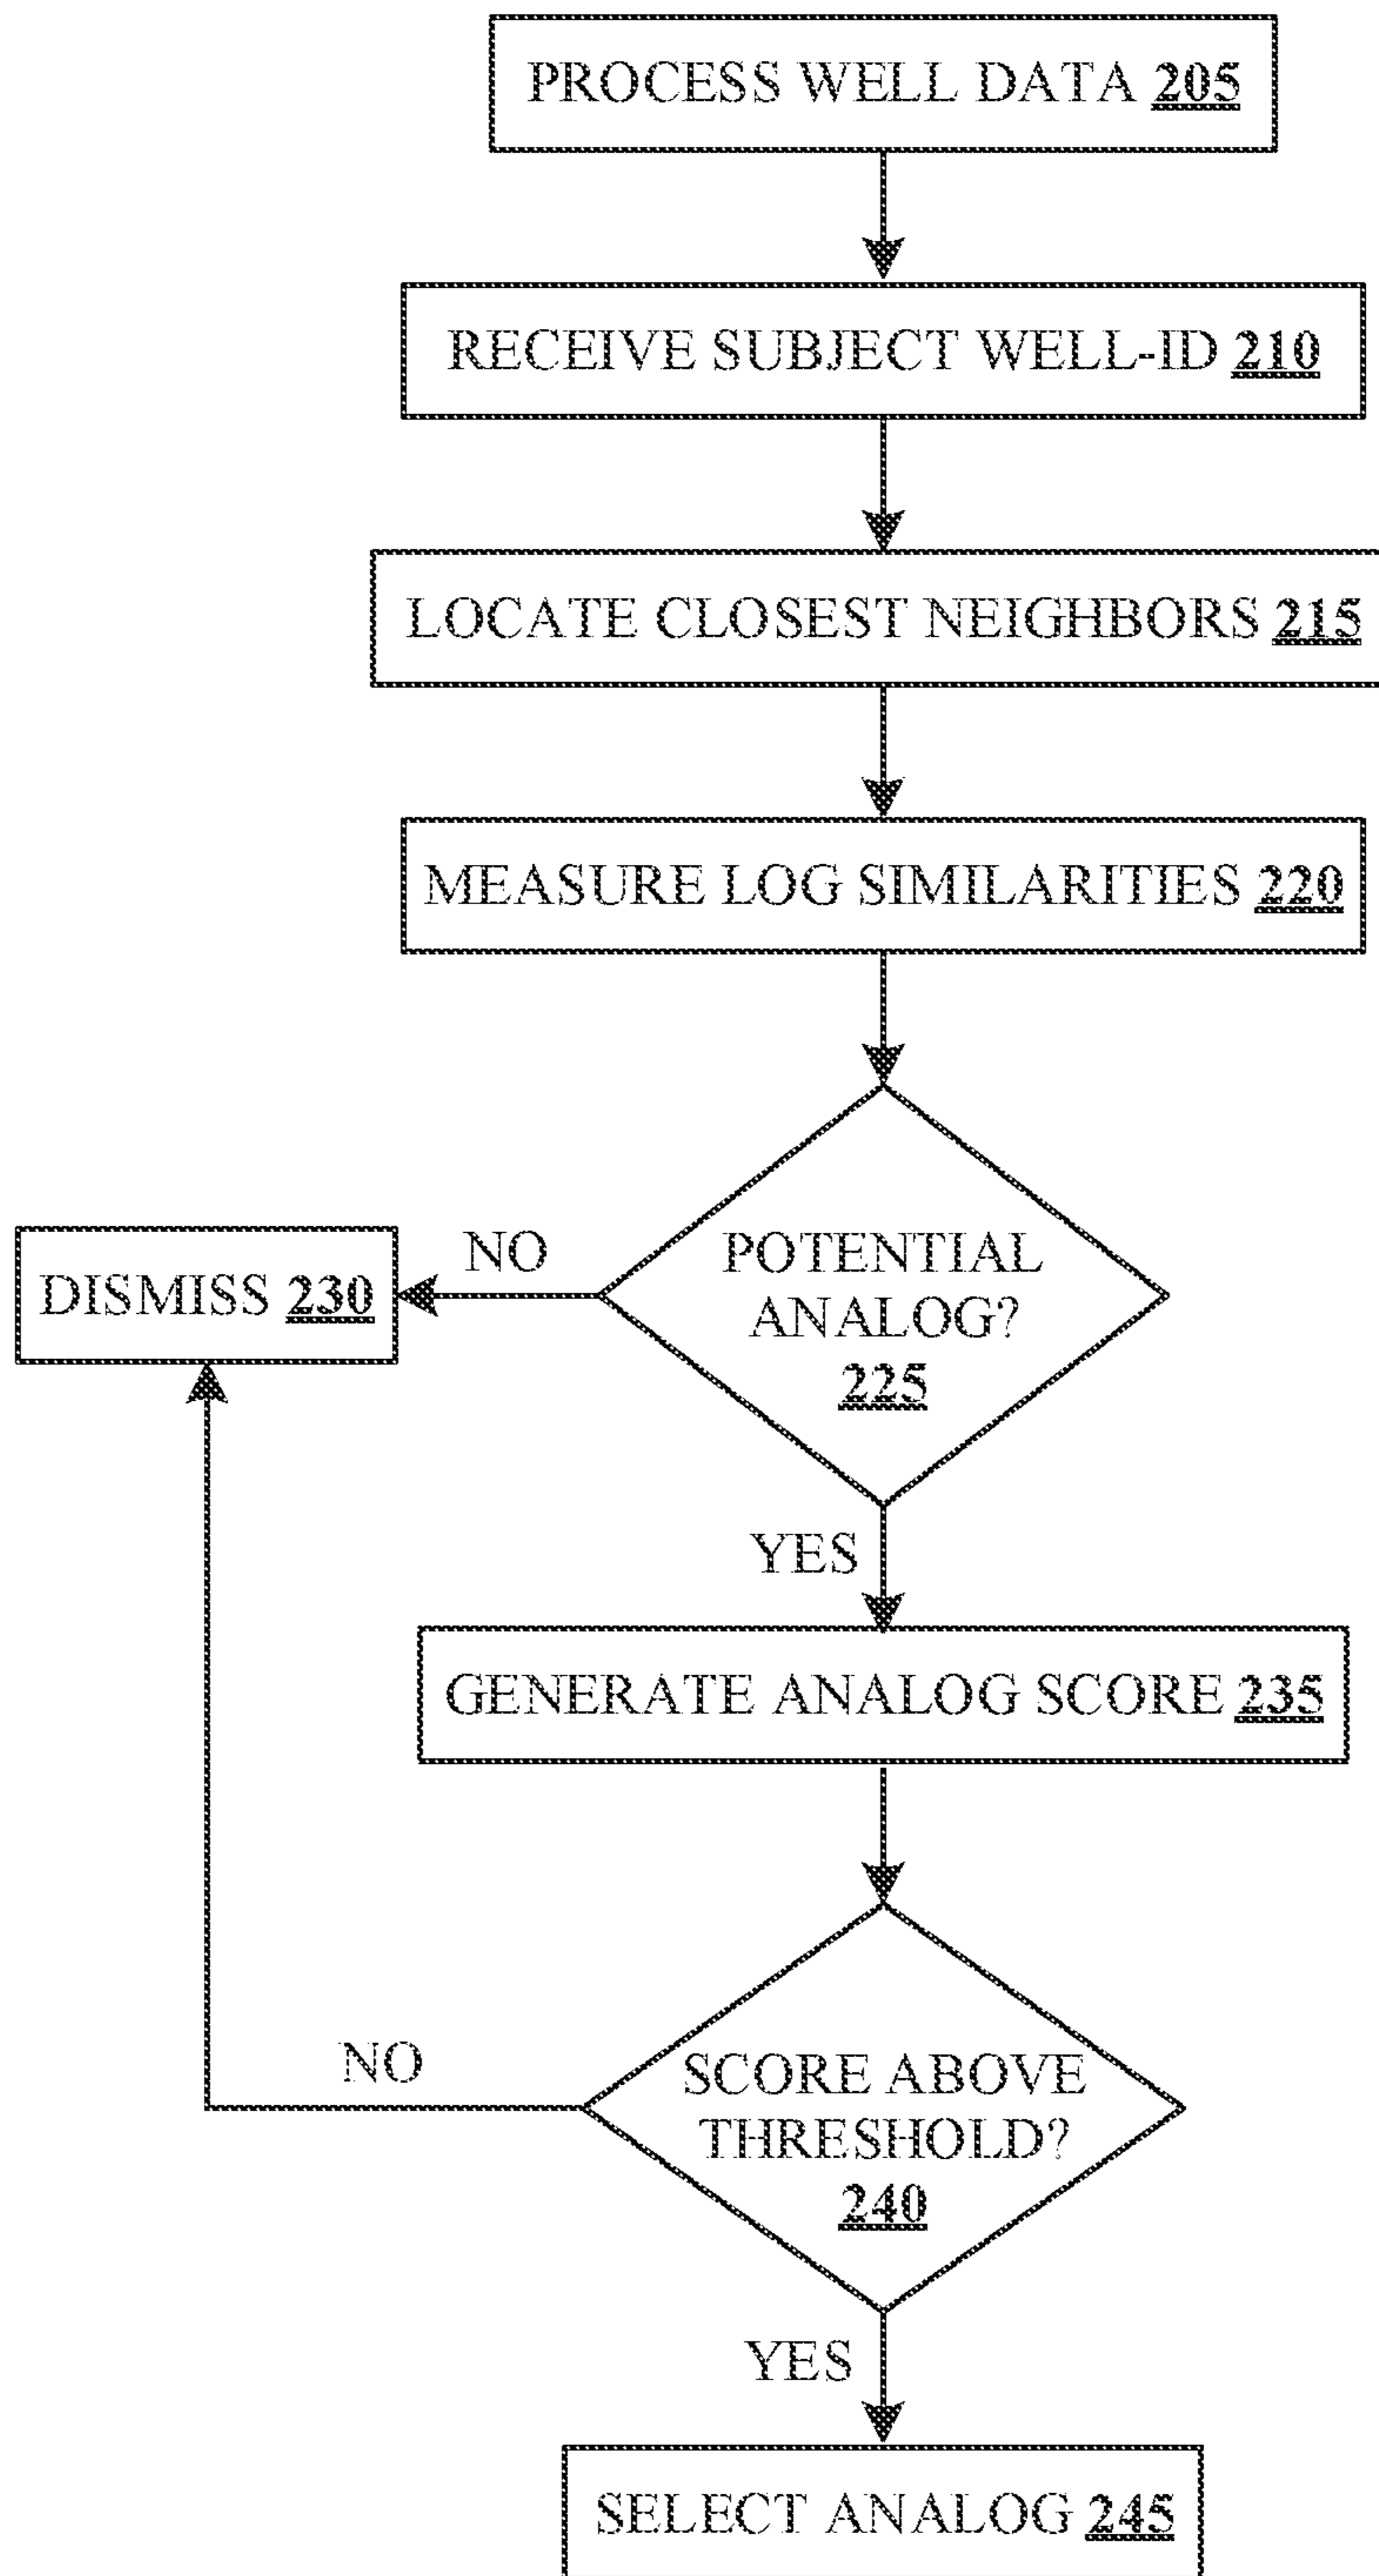 PROCESS WELL DATA 205
RECEIVE SUBJECT WELL-ID 210
LOCATE CLOSEST NEIGHBORS 215
MEASURE LOG SIMILARITIES 220
POTENTIAL
ANALOG?
225
NO
DISMISS 230
YES
GENERATE ANALOG SCORE 235
SCORE ABOVE
THRESHOLD?
240
NO
YES
SELECT ANALOG 245